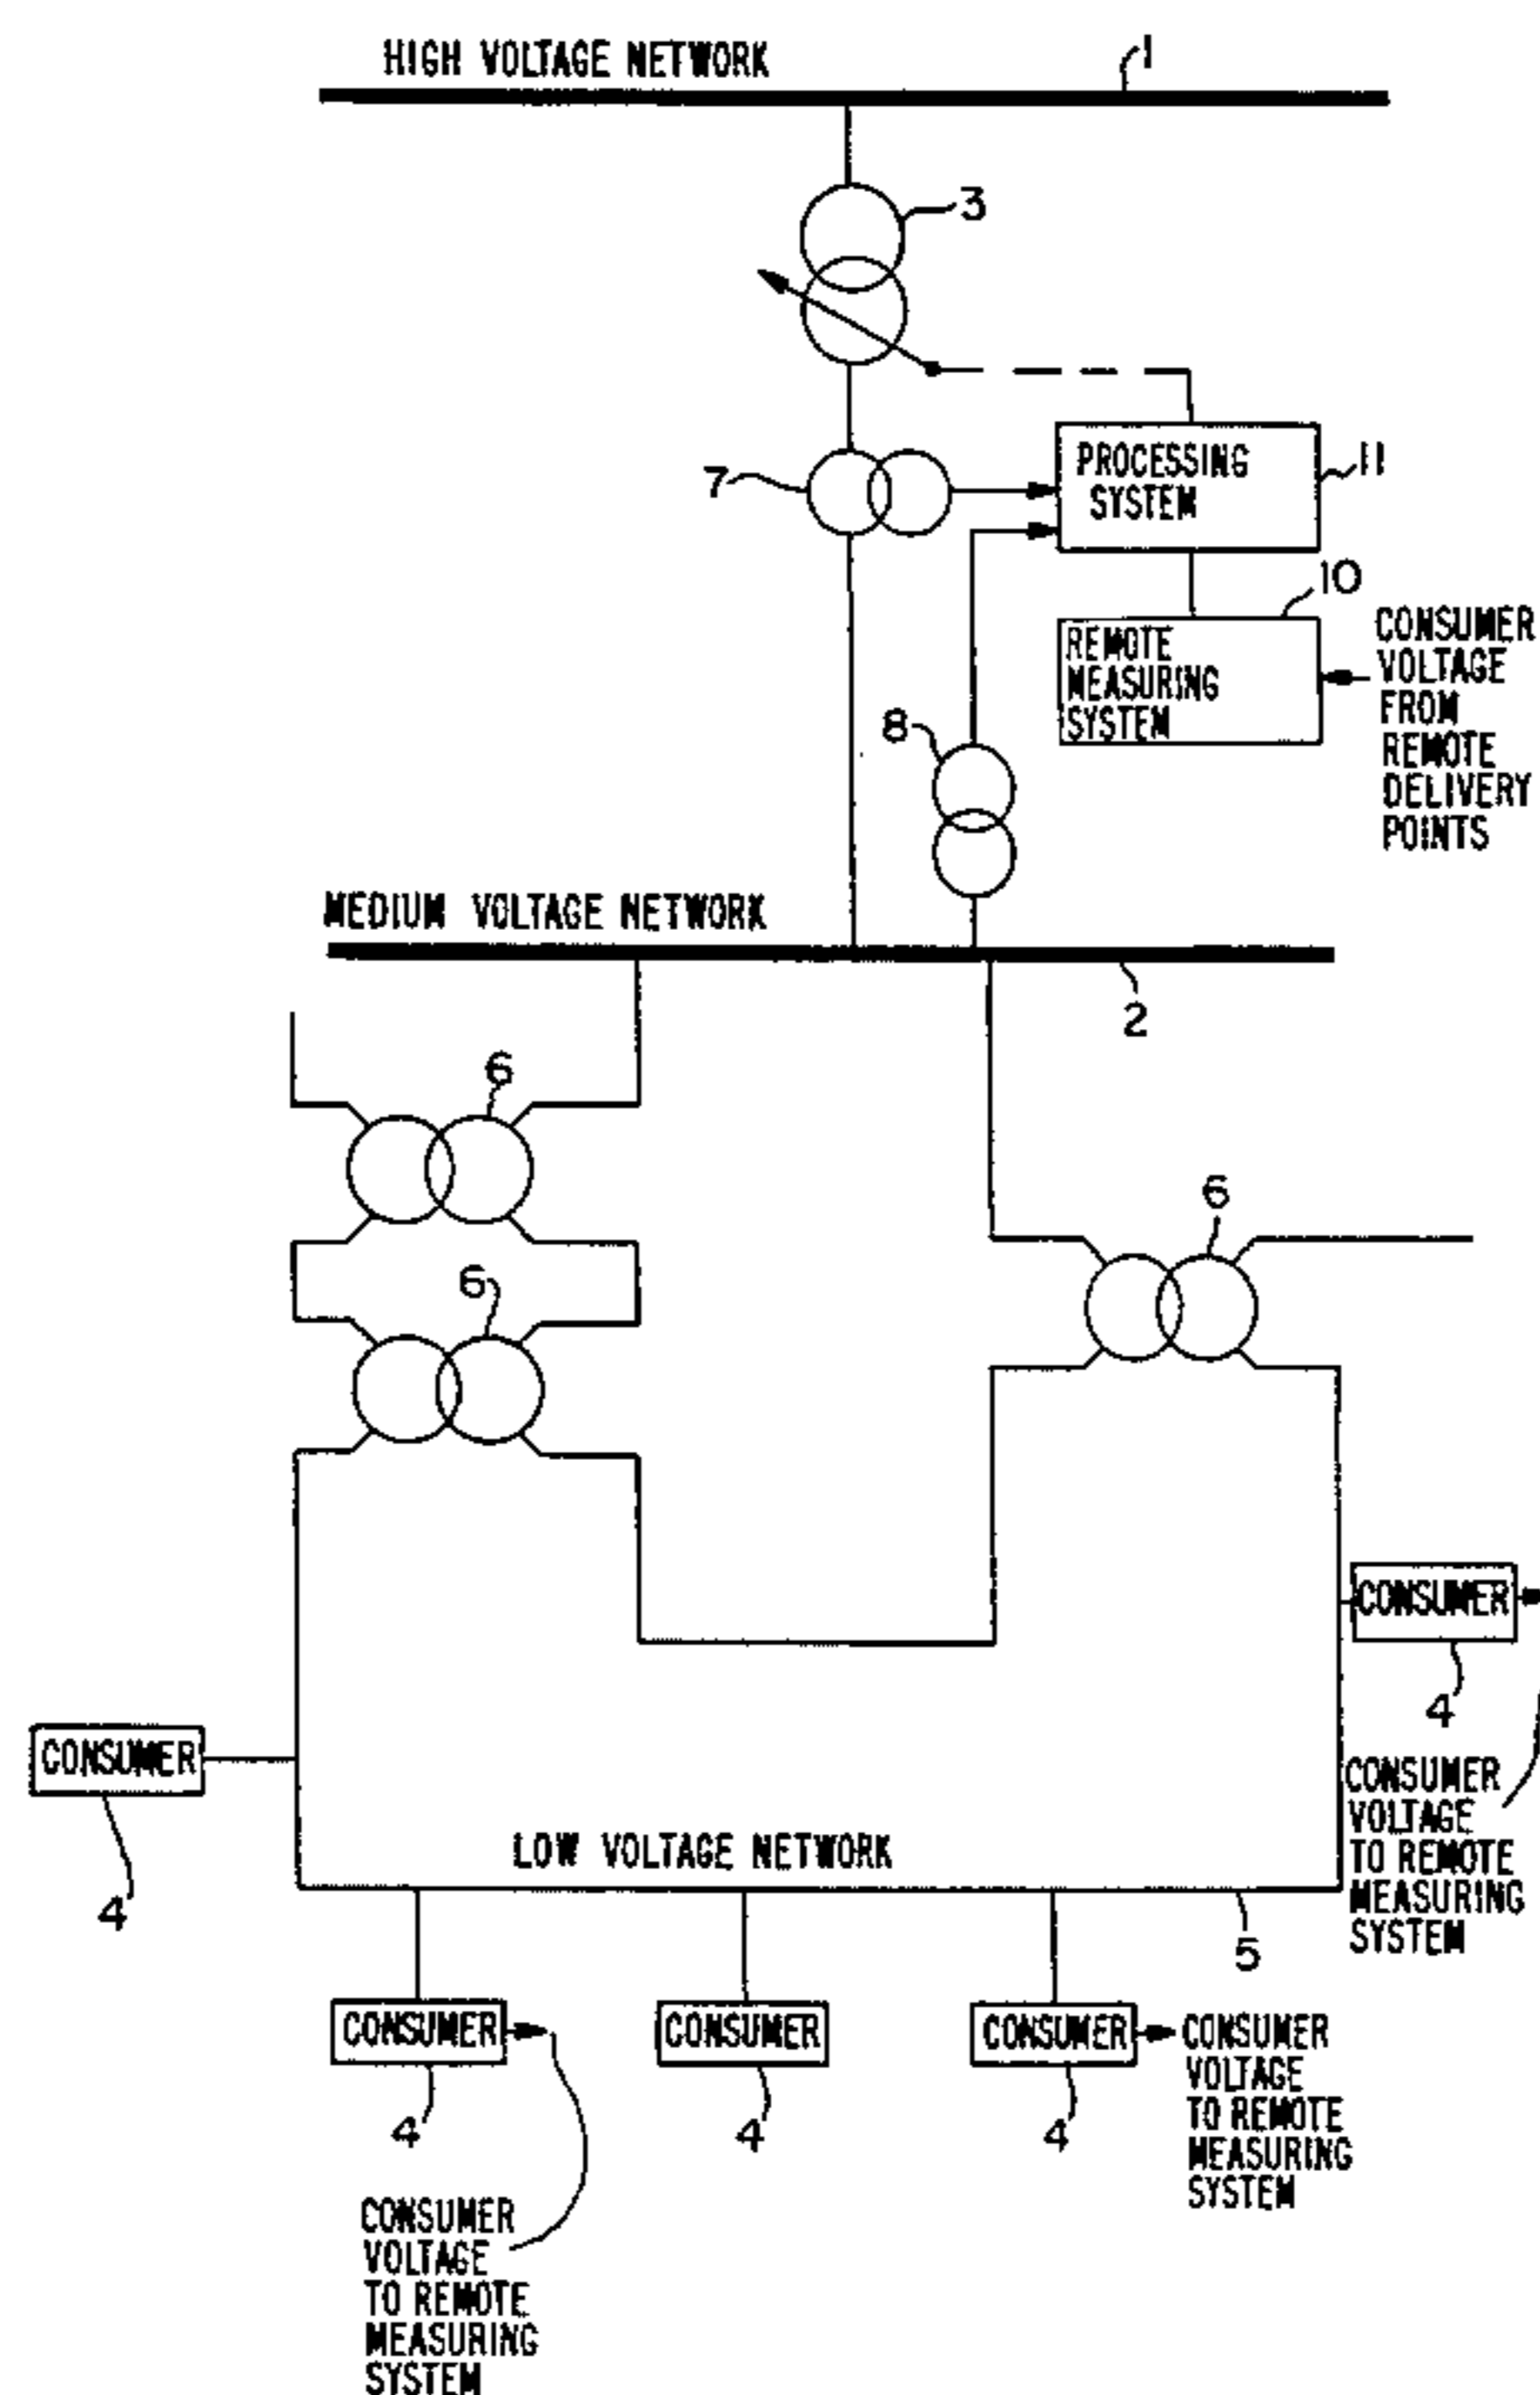 HIGH VOLTAGE NETWORK
1
3
7
PROCESSING
SYSTEM
11
10
REMOTE
MEASURING
SYSTEM
CONSUMER
VOLTAGE
FROM
REMOTE
DELIVERY
POINTS
8
MEDIUM VOLTAGE NETWORK
2
6
6
6
CONSUMER
4
CONSUMER
VOLTAGE
TO REMOTE
MEASURING
SYSTEM
CONSUMER
4
LOW VOLTAGE NETWORK
5
CONSUMER
4
CONSUMER
VOLTAGE
TO REMOTE
MEASURING
SYSTEM
CONSUMER
4
CONSUMER
4
CONSUMER
VOLTAGE
TO REMOTE
MEASURING
SYSTEM